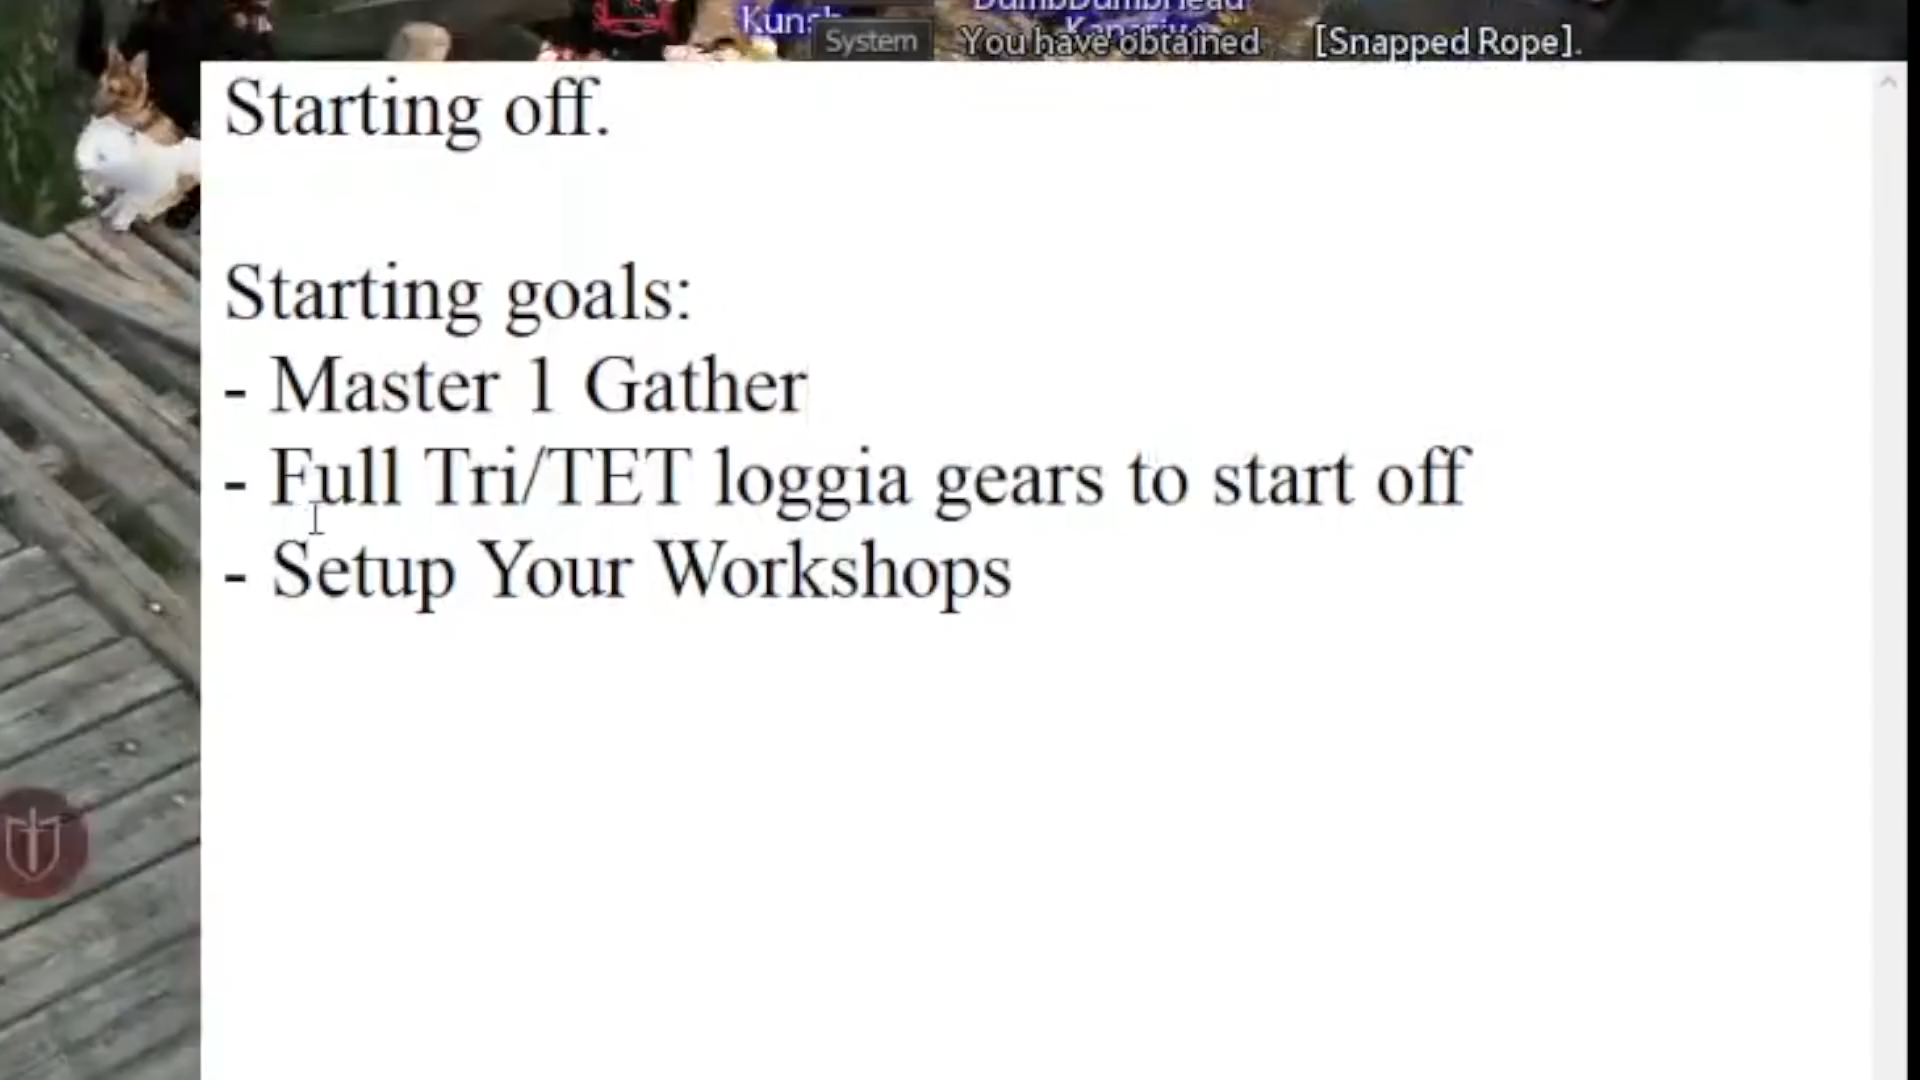 System You have obtained [Snapped Rope].
Starting off.
Starting goals:
- Master 1 Gather
- Full Tri/TET loggia gears to start off
- Setup Your Workshops